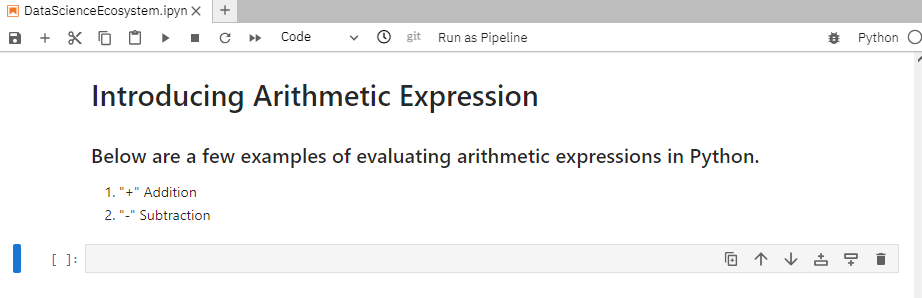 DataScienceEcosystem.ipyn
Code
git
Run as Pipeline
Python
Introducing Arithmetic Expression
Below are a few examples of evaluating arithmetic expressions in Python.
1. "+" Addition
2. "-" Subtraction
[ ]: